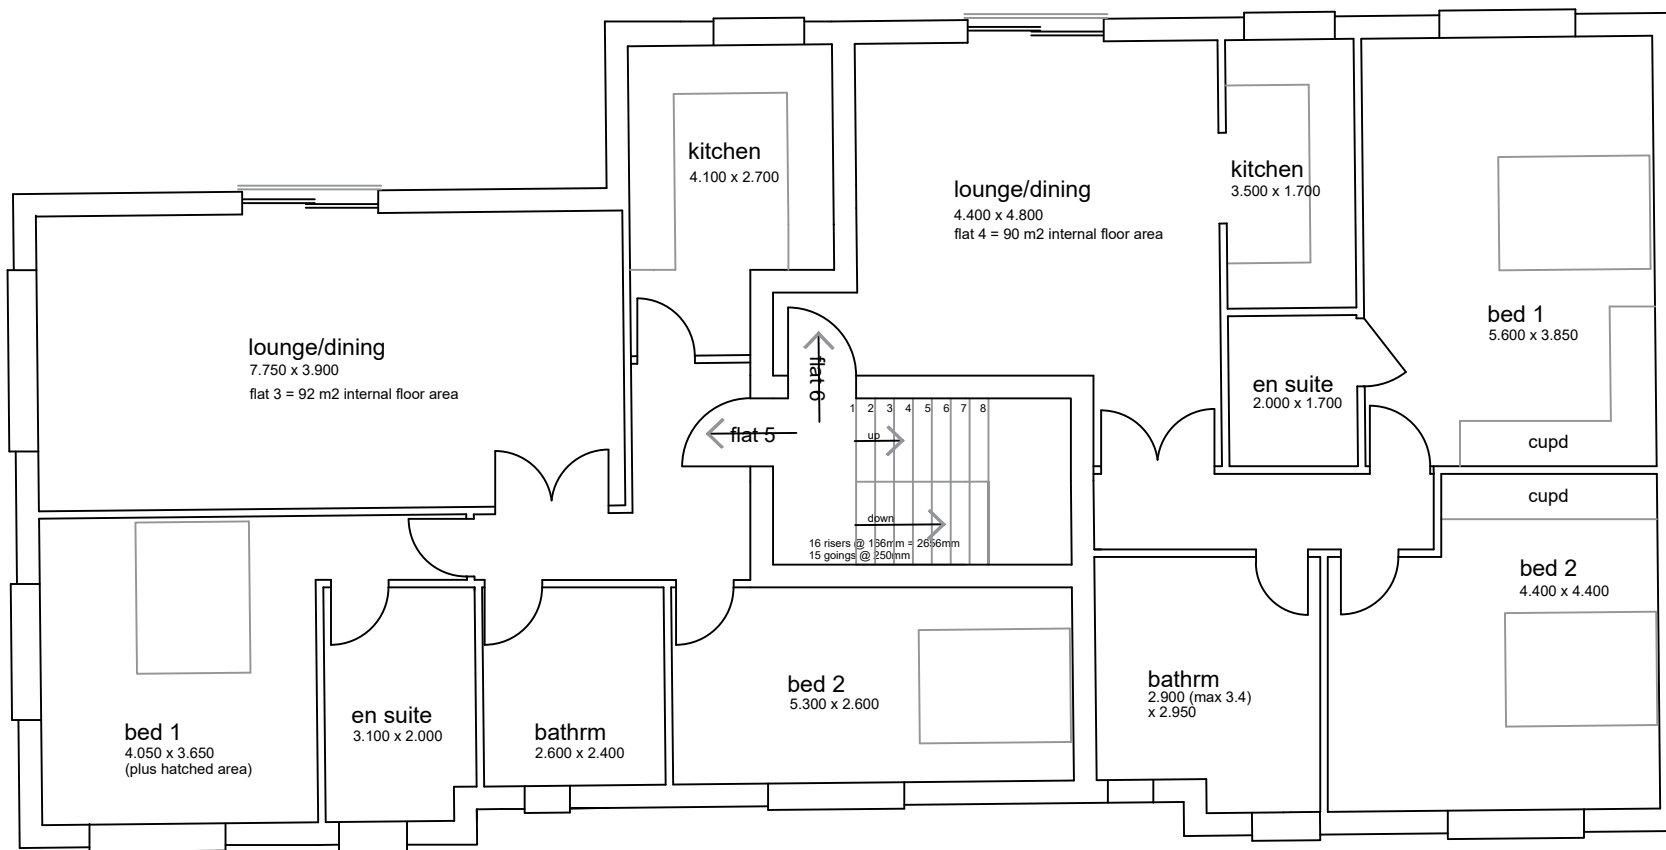 kitchen
4.100 x 2.700
lounge/dining
4.400 x 4.800
flat 4 = 90 m2 internal floor area
kitchen
3.500 x 1.700
bed 1
5.600 x 3.850
lounge/dining
7.750 x 3.900
flat 3 = 92 m2 internal floor area
flat 6
flat 5
1 2 3 4 5 6 7 8
up
down
16 risers @ 166mm = 2656mm
15 goings @ 250mm
en suite
2.000 x 1.700
cupd
cupd
bed 2
4.400 x 4.400
bed 1
4.050 x 3.650
(plus hatched area)
en suite
3.100 x 2.000
bathrm
2.600 x 2.400
bed 2
5.300 x 2.600
bathrm
2.900 (max 3.4)
x 2.950